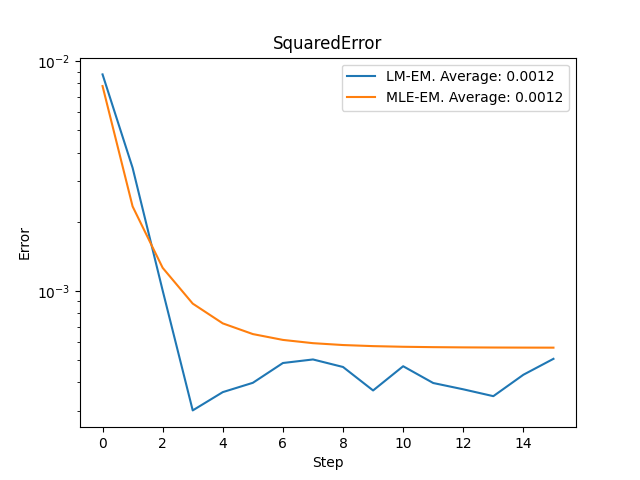 SquaredError
LM-EM. Average: 0.0012
MLE-EM. Average: 0.0012
10⁻²
10⁻³
Error
0 2 4 6 8 10 12 14
Step